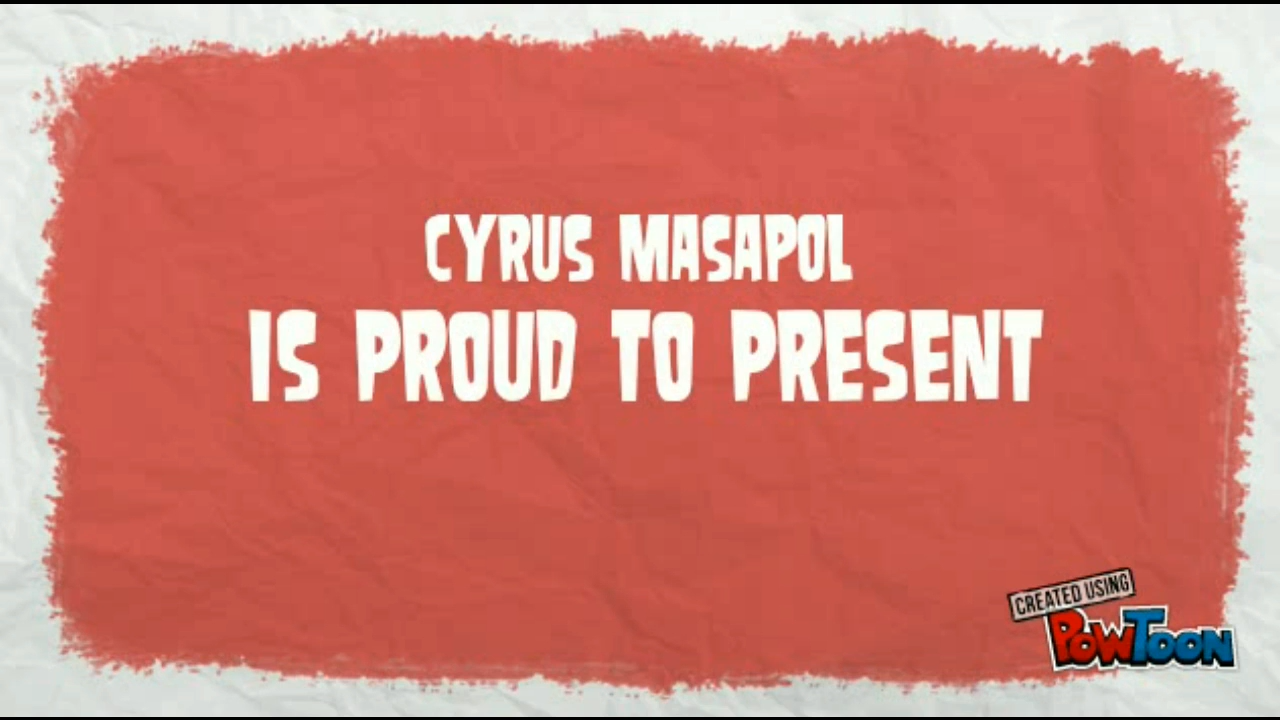 CYRUS MASAPOL
IS PROUD TO PRESENT
CREATED USING
POWTOON